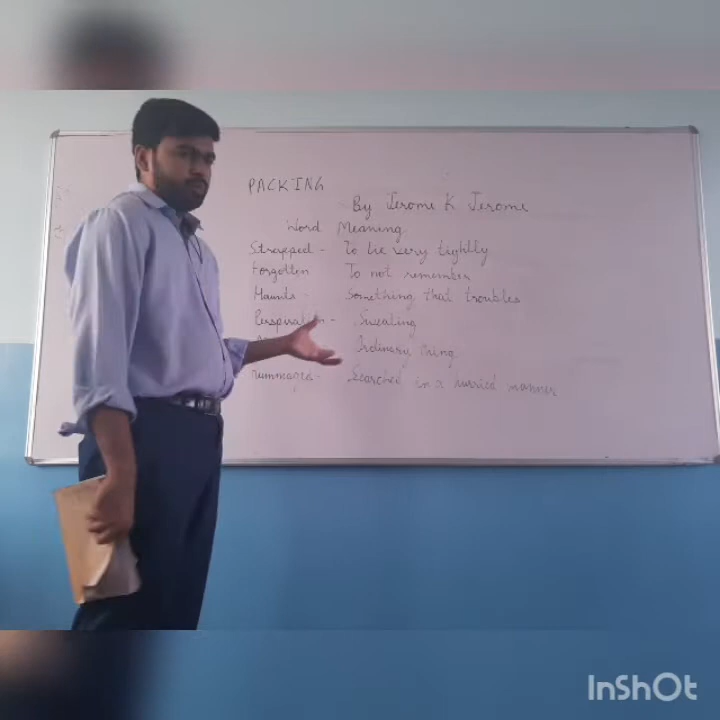 PACKING
By Jerome K Jerome
Word Meaning
Strapped - To tie very tightlly
Forgotten To not remember
Haunts - Something that troubles
Perspiration - Sweating
Ordinary thing
rummaged - Searched in a hurried manner
InShOt